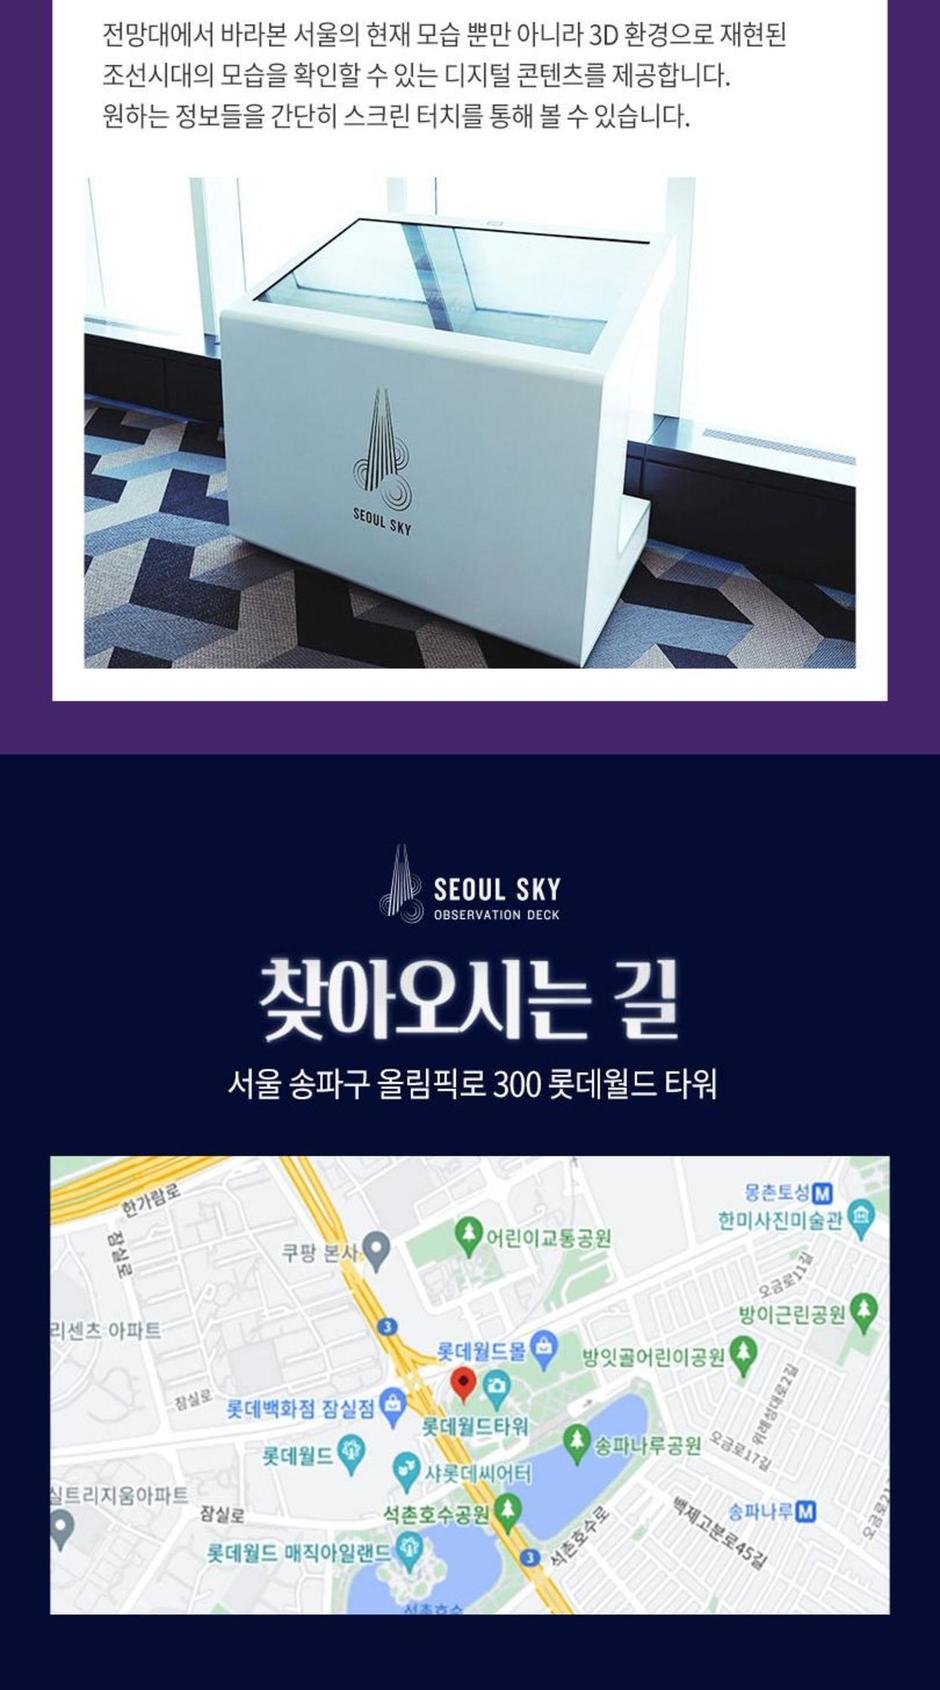 전망대에서 바라본 서울의 현재 모습 뿐만 아니라 3D 환경으로 재현된
조선시대의 모습을 확인할 수 있는 디지털 콘텐츠를 제공합니다.
원하는 정보들을 간단히 스크린 터치를 통해 볼 수 있습니다.
SEOUL SKY
SEOUL SKY
OBSERVATION DECK
찾아오시는 길
서울 송파구 올림픽로 300 롯데월드 타워
한가람로
몽촌토성 M
한미사진미술관
잠실로
쿠팡 본사
어린이교통공원
오금로11길
방이근린공원
리센츠 아파트
3
롯데월드몰
방잇골어린이공원
잠실로
롯데백화점 잠실점
롯데월드타워
위례성대로2길
오금로17길
롯데월드
송파나루공원
샤롯데씨어터
실트리지움아파트
잠실로
석촌호수공원
송파나루 M
백제고분로45길
석촌호수로
롯데월드 매직아일랜드
3
석촌호수